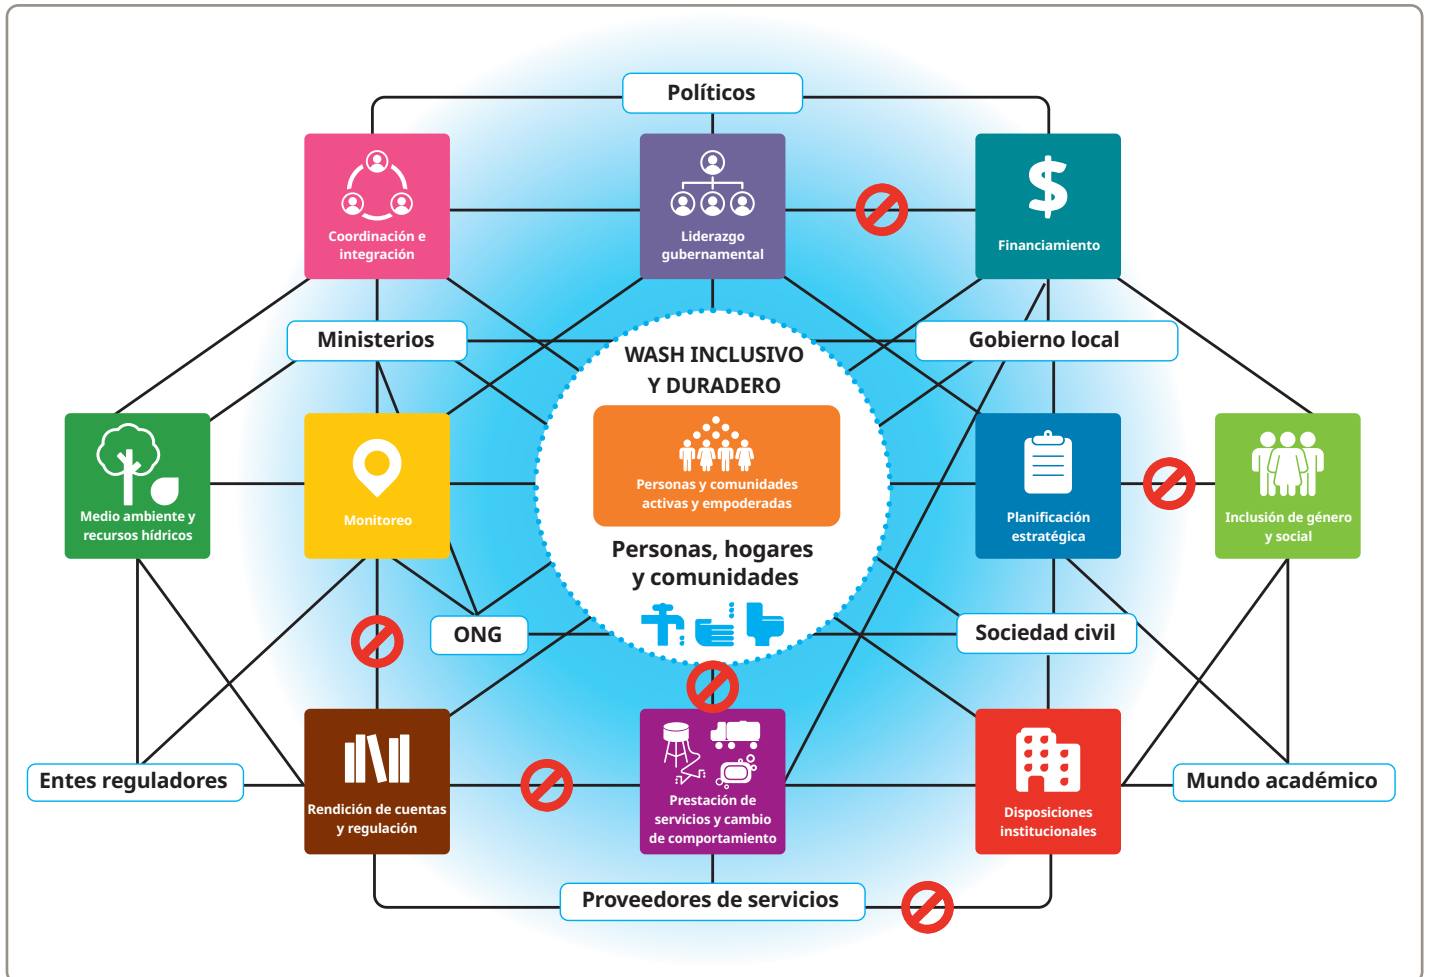 Políticos
Coordinación e
integración
Liderazgo
gubernamental
$
Financiamiento
Ministerios
Gobierno local
WASH INCLUSIVO
Y DURADERO
Personas y comunidades
activas y empoderadas
Personas, hogares
y comunidades
Medio ambiente y
recursos hídricos
Monitoreo
Planificación
estratégica
Inclusión de género
y social
ONG
Sociedad civil
Entes reguladores
Rendición de cuentas
y regulación
Prestación de
servicios y cambio
de comportamiento
Disposiciones
institucionales
Mundo académico
Proveedores de servicios